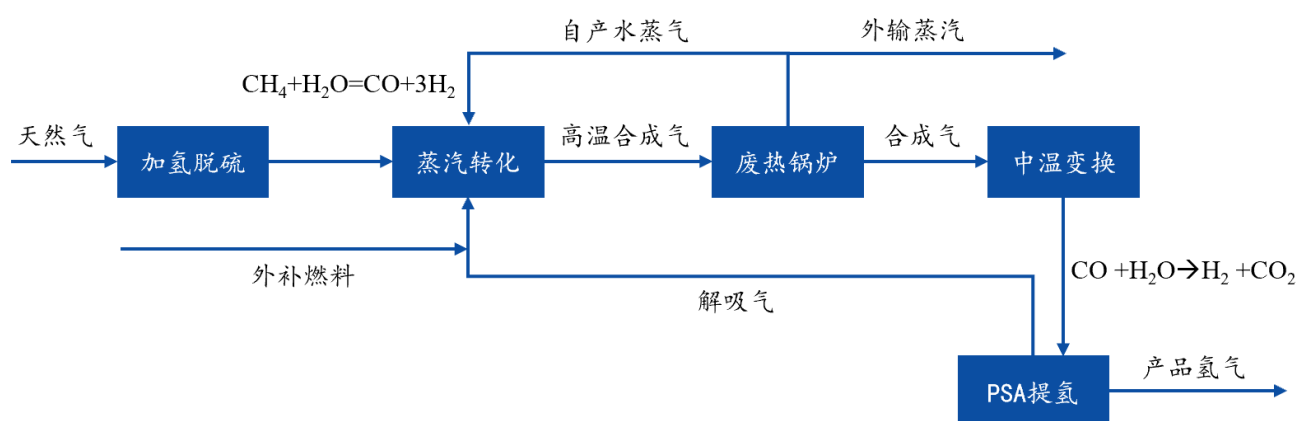 自产水蒸气
外输蒸汽
CH₄+H₂O=CO+3H₂
天然气
加氢脱硫
蒸汽转化
高温合成气
废热锅炉
合成气
中温变换
外补燃料
解吸气
CO +H₂O→H₂ +CO₂
PSA提氢
产品氢气